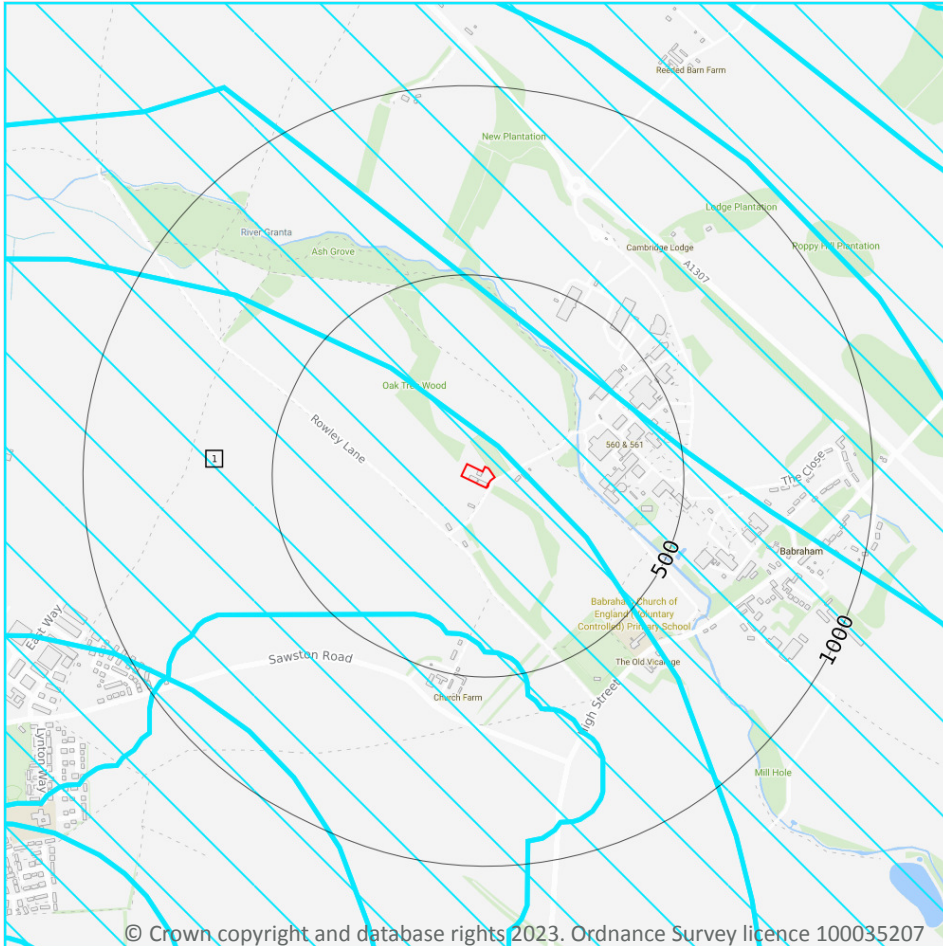 Reeded Barn Farm
New Plantation
Lodge Plantation
River Granta
Ash Grove
Cambridge Lodge
Poppy Hill Plantation
A1307
Oak Tree Wood
Rowley Lane
560 & 561
1
The Close
500
Babraham
Babraham Church of
England (Voluntary
Controlled) Primary School
East Way
1000
Sawston Road
The Old Vicarage
Church Farm
High Street
Lynton Way
Mill Hole
© Crown copyright and database rights 2023. Ordnance Survey licence 100035207